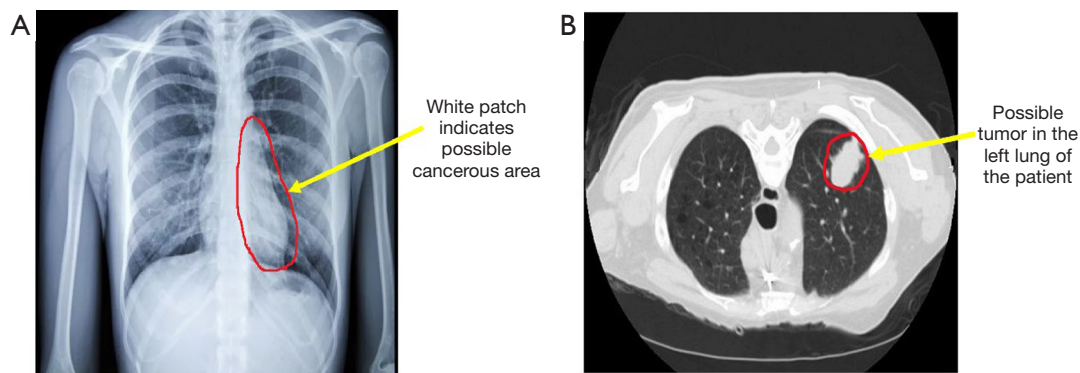 A
White patch
indicates
possible
cancerous area
B
Possible
tumor in the
left lung of
the patient